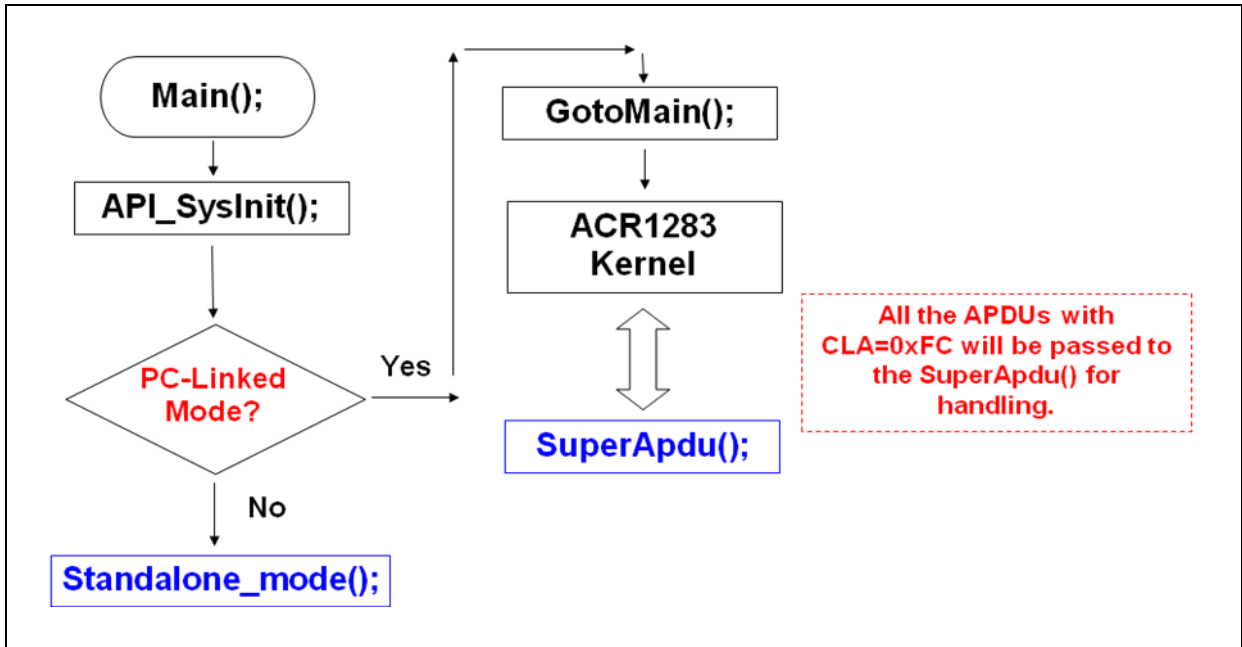 Main();
API_SysInit();
PC-Linked
Mode?
Yes
No
Standalone_mode();
GotoMain();
ACR1283
Kernel
SuperApdu();
All the APDUs with
CLA=0xFC will be passed to
the SuperApdu() for
handling.